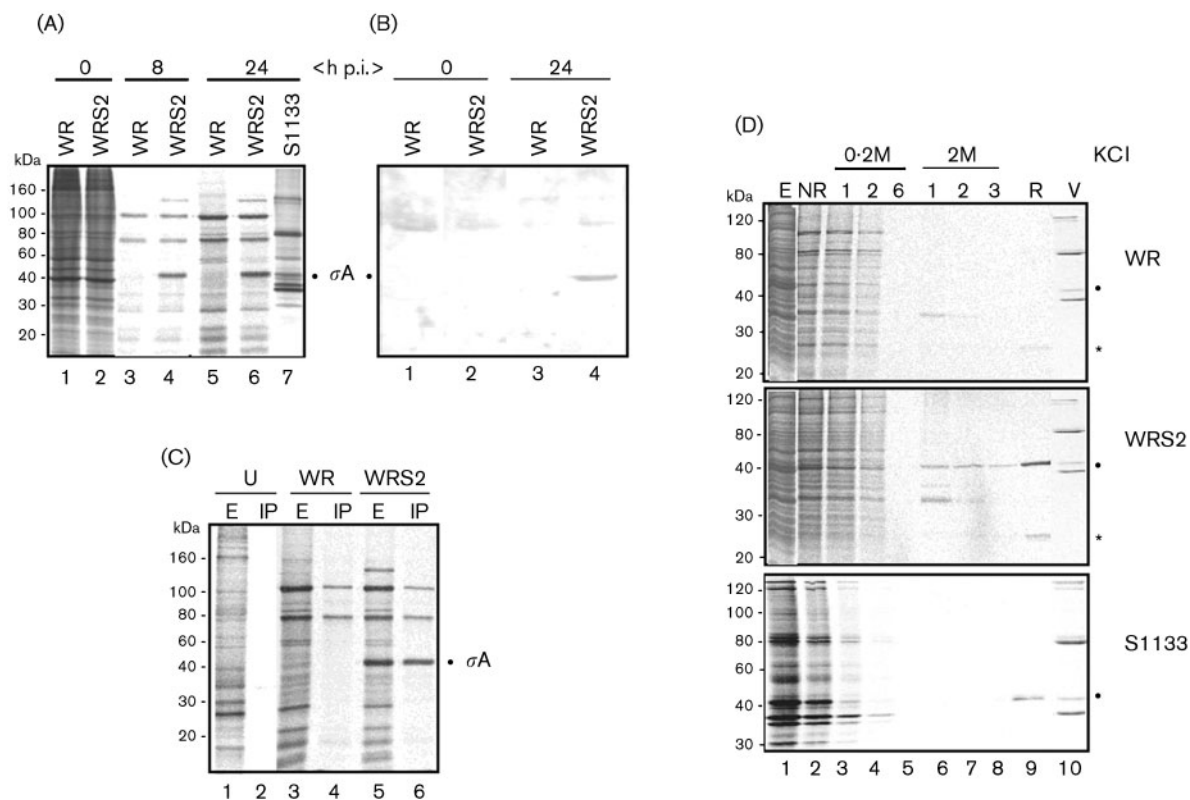 (A)
0 8 24 <h p.i.>
WR WRS2 WR WRS2 WR WRS2 S1133
kDa
160 -
100 -
80 -
60 -
40 -
30 -
20 -
• σA •
1 2 3 4 5 6 7
(B)
0 24
WR WRS2 WR WRS2
1 2 3 4
(C)
U WR WRS2
E IP E IP E IP
kDa
160 -
100 -
80 -
60 -
40 -
30 -
20 -
• σA
1 2 3 4 5 6
(D)
0·2M 2M KCl
kDa E NR 1 2 6 1 2 3 R V
120 -
80 -
40 -
30 -
20 -
WR
•
*
120 -
80 -
60 -
40 -
30 -
20 -
WRS2
•
*
120 -
100 -
80 -
60 -
40 -
30 -
S1133
•
1 2 3 4 5 6 7 8 9 10